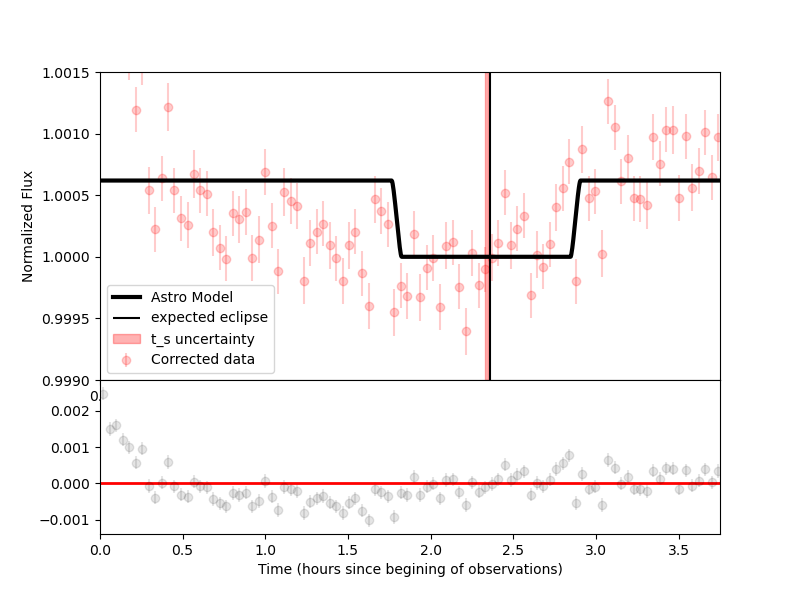 1.0015
1.0010
1.0005
1.0000
0.9995
0.9990
Normalized Flux
Astro Model
expected eclipse
t_s uncertainty
Corrected data
0.
0.002
0.001
0.000
−0.001
0.0 0.5 1.0 1.5 2.0 2.5 3.0 3.5
Time (hours since begining of observations)